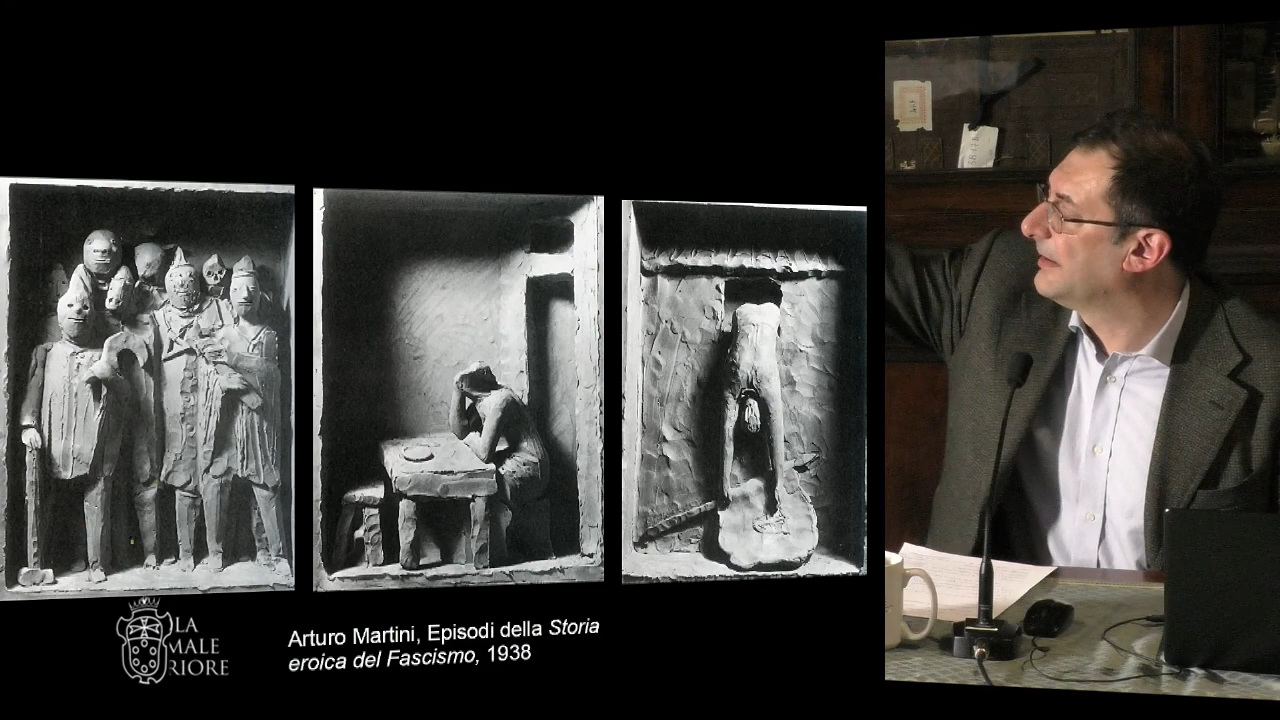 LA
MALE
RIORE
Arturo Martini, Episodi della Storia
eroica del Fascismo, 1938